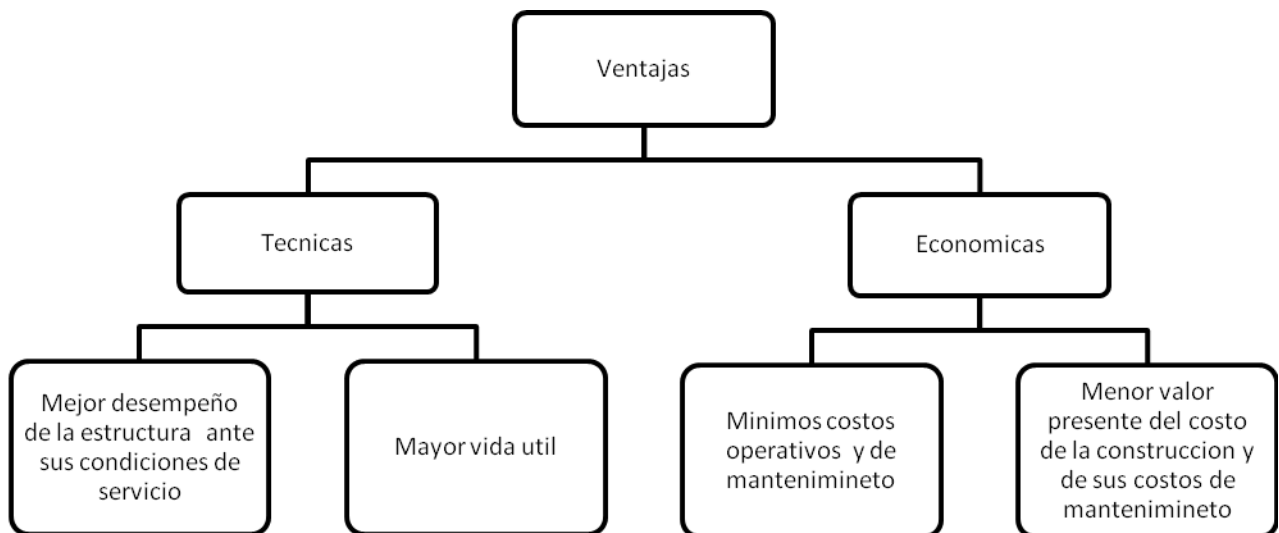 Ventajas
Tecnicas
Economicas
Mejor desempeño
de la estructura ante
sus condiciones de
servicio
Mayor vida util
Minimos costos
operativos y de
mantenimineto
Menor valor
presente del costo
de la construccion y
de sus costos de
mantenimineto